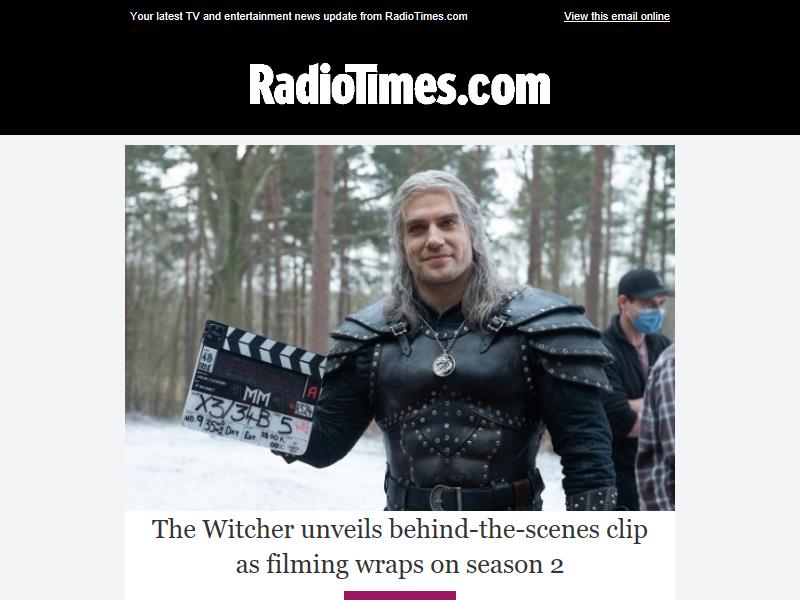 Your latest TV and entertainment news update from RadioTimes.com
View this email online
RadioTimes.com
MM
A
X3/34B 5
The Witcher unveils behind-the-scenes clip
as filming wraps on season 2